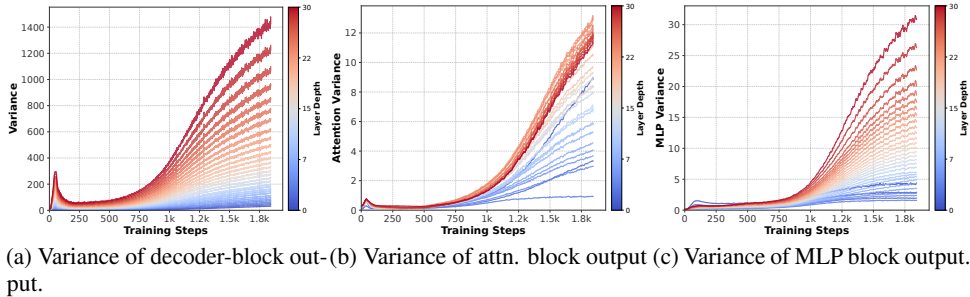 1400
1200
1000
800
600
400
200
0
Variance
0 250 500 750 1k 1.2k 1.5k 1.8k
Training Steps
30
22
15
7
0
Layer Depth
12
10
8
6
4
2
0
Attention Variance
0 250 500 750 1k 1.25k 1.5k 1.8k
Training Steps
30
22
15
7
0
Layer Depth
30
25
20
15
10
5
0
MLP Variance
0 250 500 750 1k 1.2k 1.5k 1.8k
Training Steps
30
22
15
7
0
Layer Depth
(a) Variance of decoder-block out-
put.
(b) Variance of attn. block output
(c) Variance of MLP block output.